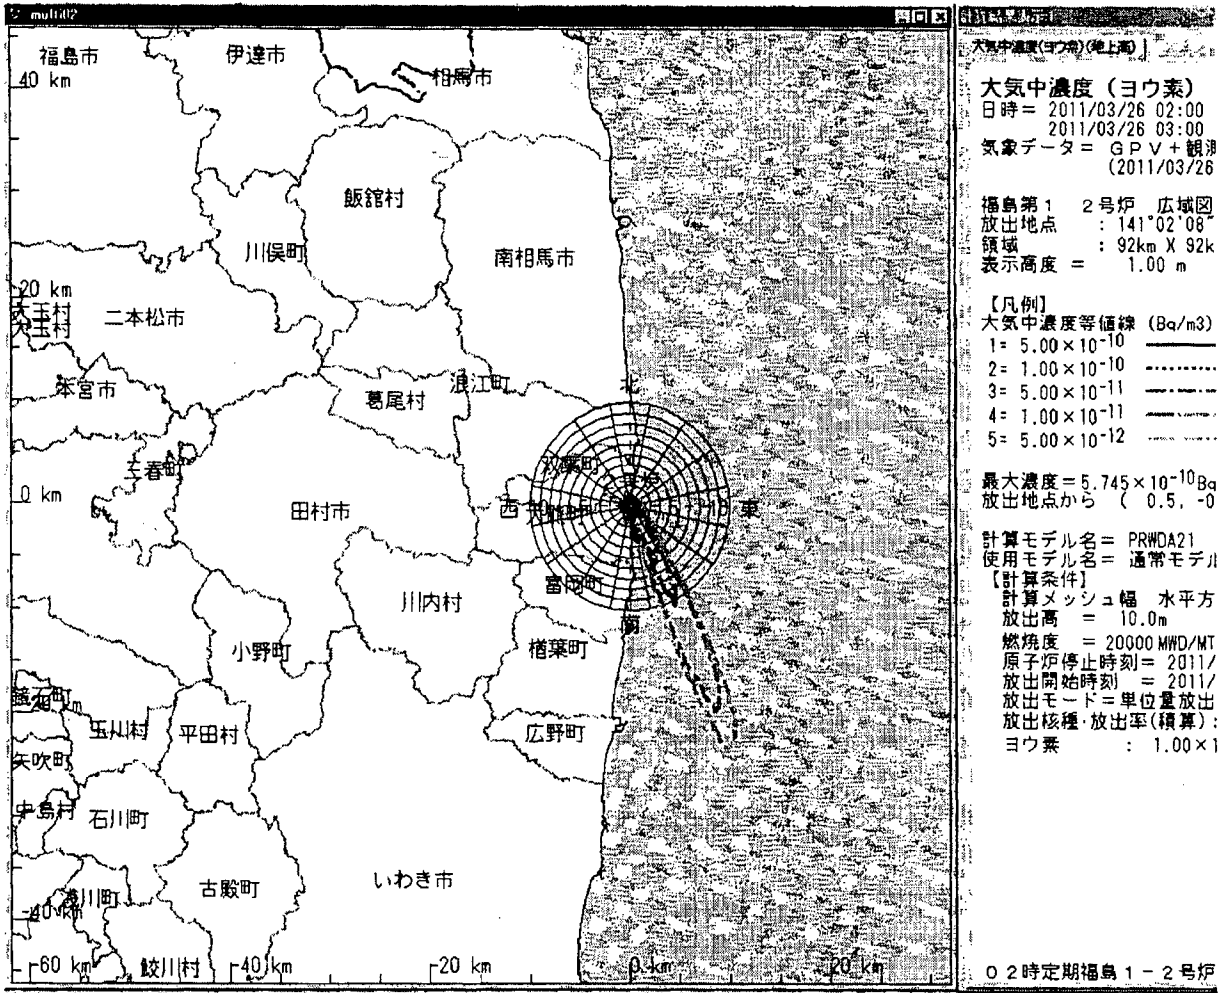 multi02
福島市
伊達市
相馬市
40 km
飯舘村
川俣町
南相馬市
20 km
大玉村
大玉村
二本松市
本宮市
浪江町
葛尾村
北
三春町
双葉町
0 km
田村市
西
東
富岡町
川内村
南
小野町
楢葉町
玉川村
平田村
広野町
矢吹町
中島村
石川町
浅川町
古殿町
いわき市
-40 km
-60 km
-40 km
-20 km
0 km
20 km
鮫川村
計算結果表示
大気中濃度(ヨウ素)(地上高)
大気中濃度（ヨウ素）
日時= 2011/03/26 02:00
2011/03/26 03:00
気象データ= ＧＰＶ＋観測
(2011/03/26
福島第１　２号炉　広域図
放出地点　: 141°02'08"
領域　: 92km X 92k
表示高度 =　1.00 m
【凡例】
大気中濃度等値線 (Bq/m3)
1= 5.00×10-10
2= 1.00×10-10
3= 5.00×10-11
4= 1.00×10-11
5= 5.00×10-12
最大濃度=5.745×10-10Bq
放出地点から　( 0.5, -0
計算モデル名= PRWDA21
使用モデル名= 通常モデル
【計算条件】
計算メッシュ幅　水平方
放出高　=　10.0m
燃焼度　= 20000 MWD/MT
原子炉停止時刻= 2011/
放出開始時刻　= 2011/
放出モード=単位量放出
放出核種･放出率(積算):
ヨウ素　: 1.00×1
０２時定期福島１－２号炉